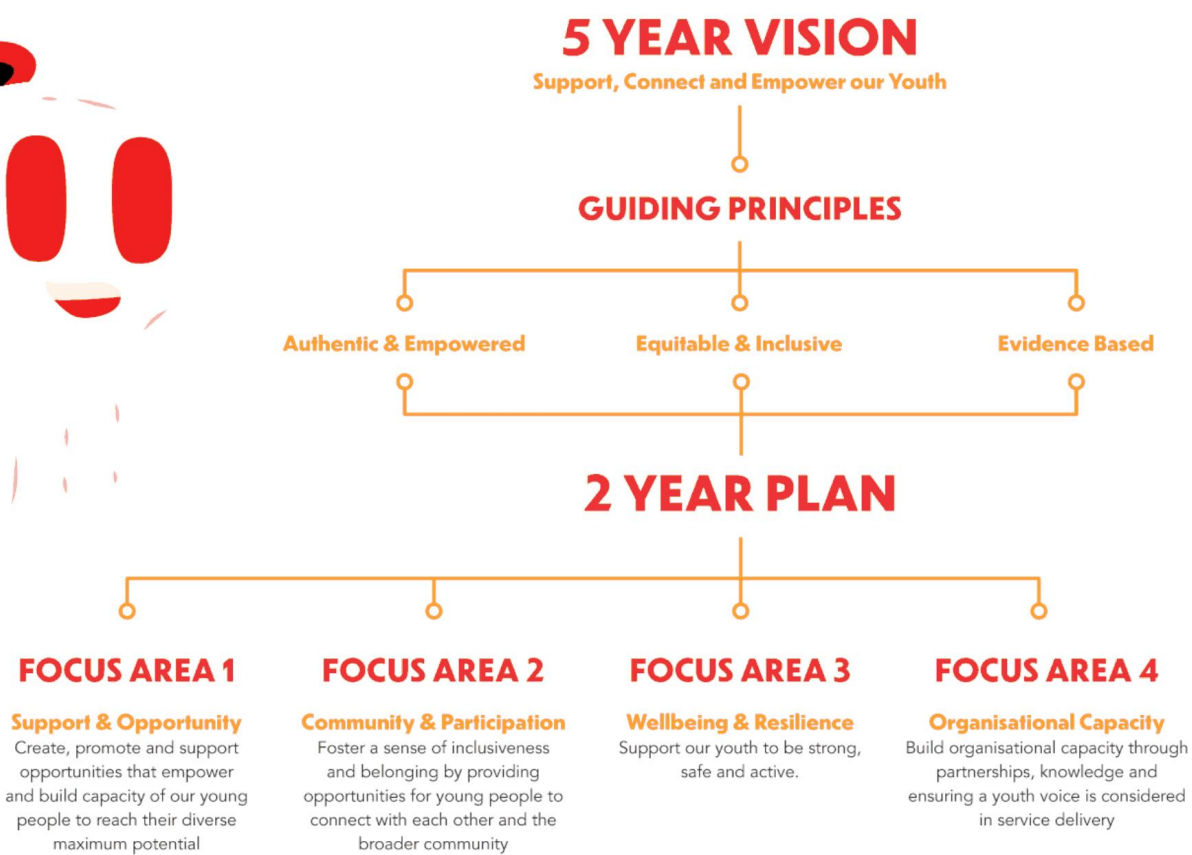 5 YEAR VISION
Support, Connect and Empower our Youth
GUIDING PRINCIPLES
Authentic & Empowered
Equitable & Inclusive
Evidence Based
2 YEAR PLAN
FOCUS AREA 1
Support & Opportunity
Create, promote and support
opportunities that empower
and build capacity of our young
people to reach their diverse
maximum potential
FOCUS AREA 2
Community & Participation
Foster a sense of inclusiveness
and belonging by providing
opportunities for young people to
connect with each other and the
broader community
FOCUS AREA 3
Wellbeing & Resilience
Support our youth to be strong,
safe and active.
FOCUS AREA 4
Organisational Capacity
Build organisational capacity through
partnerships, knowledge and
ensuring a youth voice is considered
in service delivery